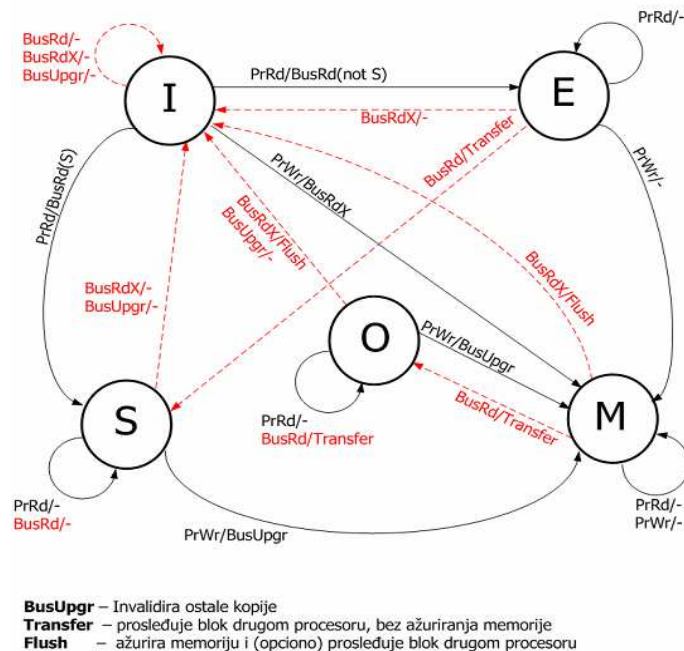 BusRd/-
BusRdX/-
BusUpgr/-
I
PrRd/BusRd(not S)
E
PrRd/-
BusRdX/-
BusRd/Transfer
PrWr/-
PrRd/BusRd(S)
PrWr/BusRdX
BusRdX/Flush
BusUpgr/-
BusRdX/-
BusUpgr/-
BusRdX/Flush
O
PrWr/BusUpgr
PrRd/-
BusRd/Transfer
BusRd/Transfer
S
M
PrRd/-
BusRd/-
PrWr/BusUpgr
PrRd/-
PrWr/-
BusUpgr – Invalidira ostale kopije
Transfer – prosleđuje blok drugom procesoru, bez ažuriranja memorije
Flush – ažurira memoriju i (opciono) prosleđuje blok drugom procesoru